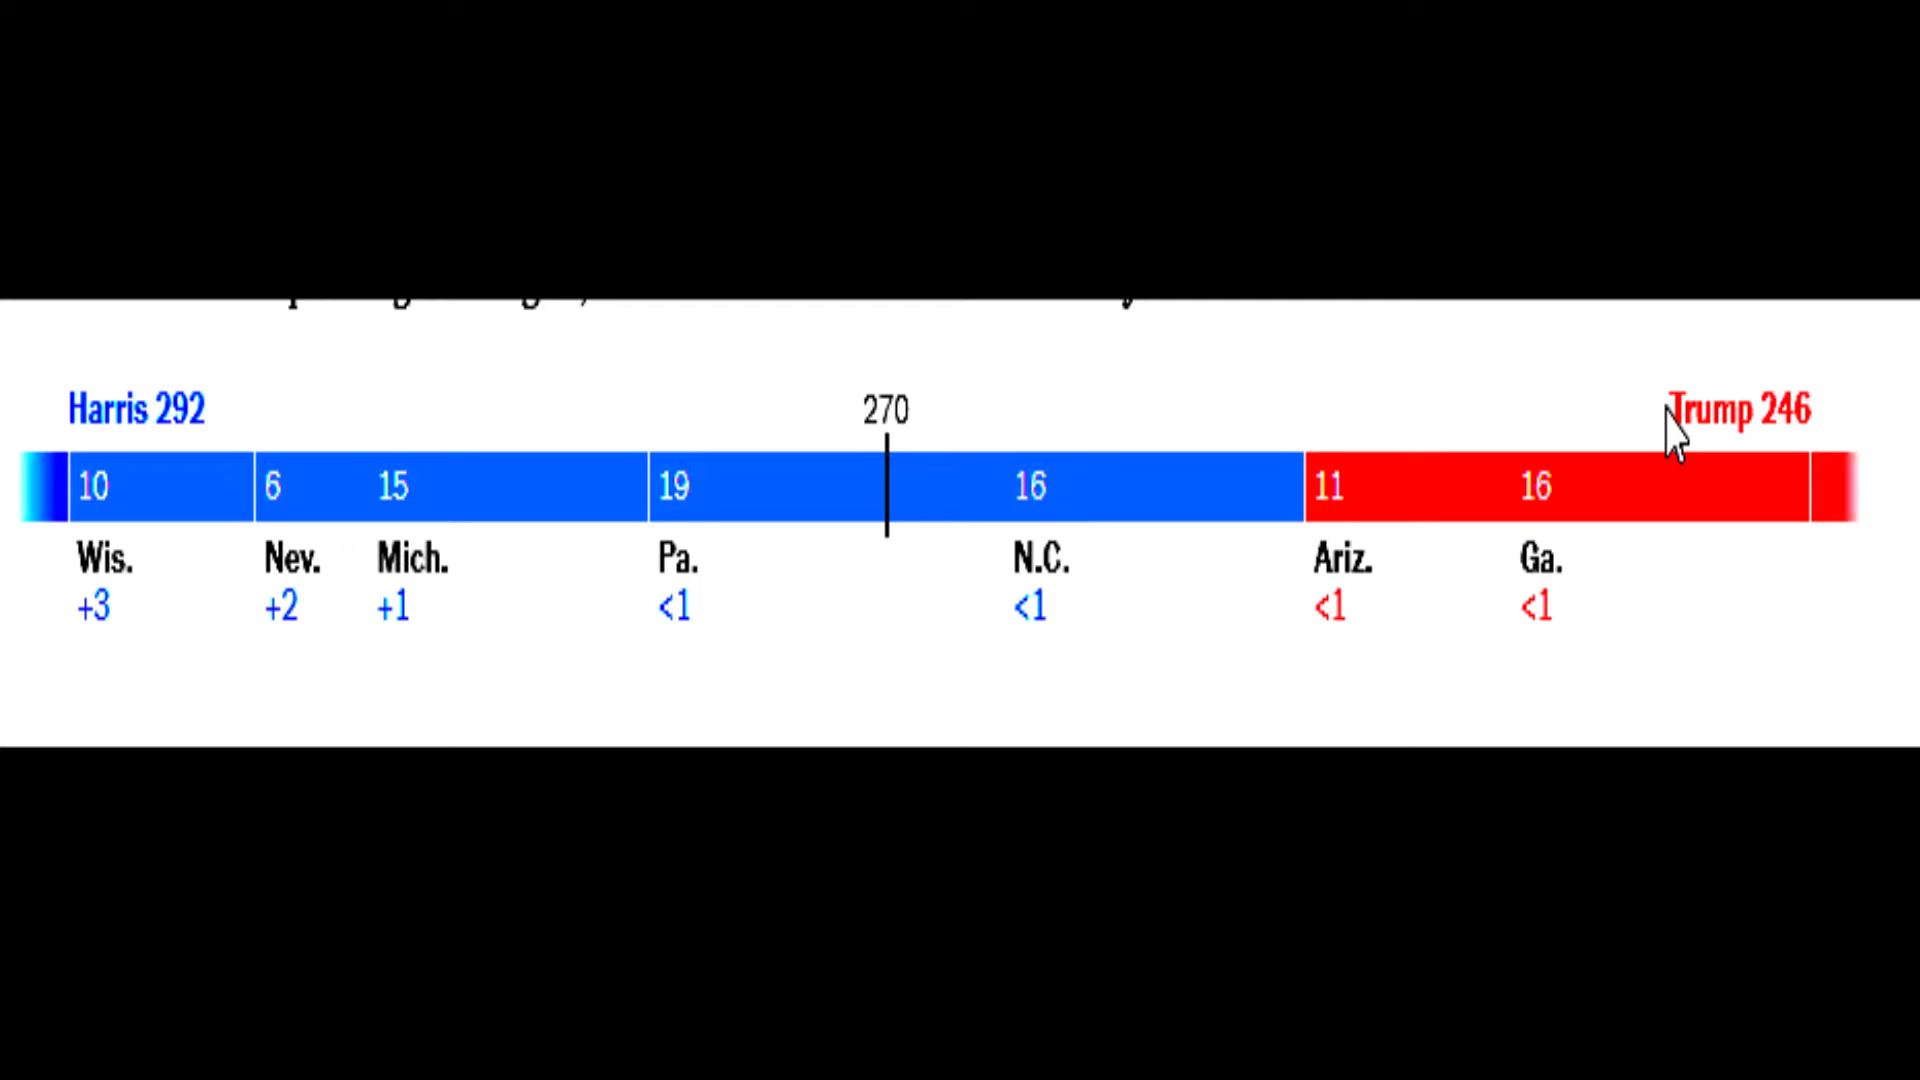 Harris 292 270 Trump 246
10 6 15 19 16 11 16
Wis. Nev. Mich. Pa. N.C. Ariz. Ga.
+3 +2 +1 <1 <1 <1 <1